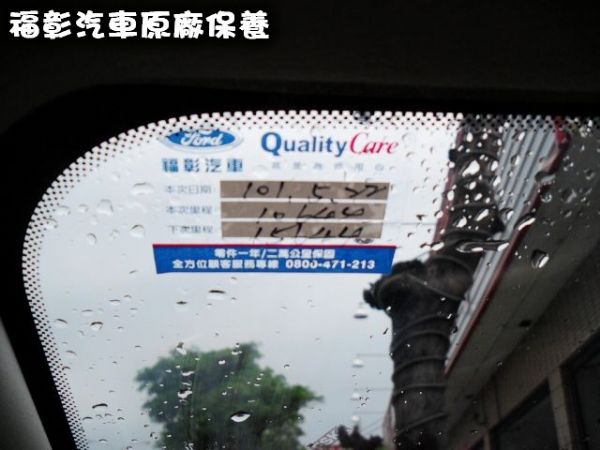 福彰汽車原廠保養
Ford
Quality Care
福彰汽車
本次日期: 101.5.22
本次里程: 10644
下次里程: 15644
零件一年/二萬公里保固
全方位顧客服務專線 0800-471-213